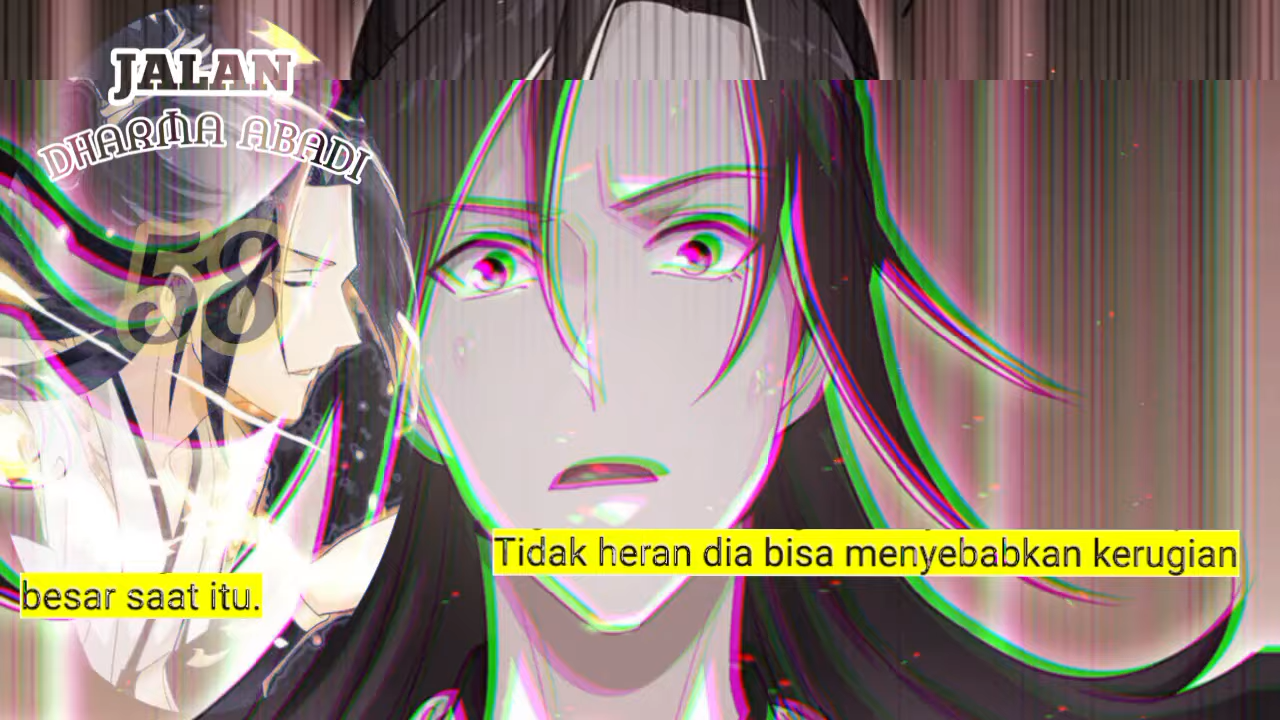 JALAN
DHARMA ABADI
58
Tidak heran dia bisa menyebabkan kerugian
besar saat itu.